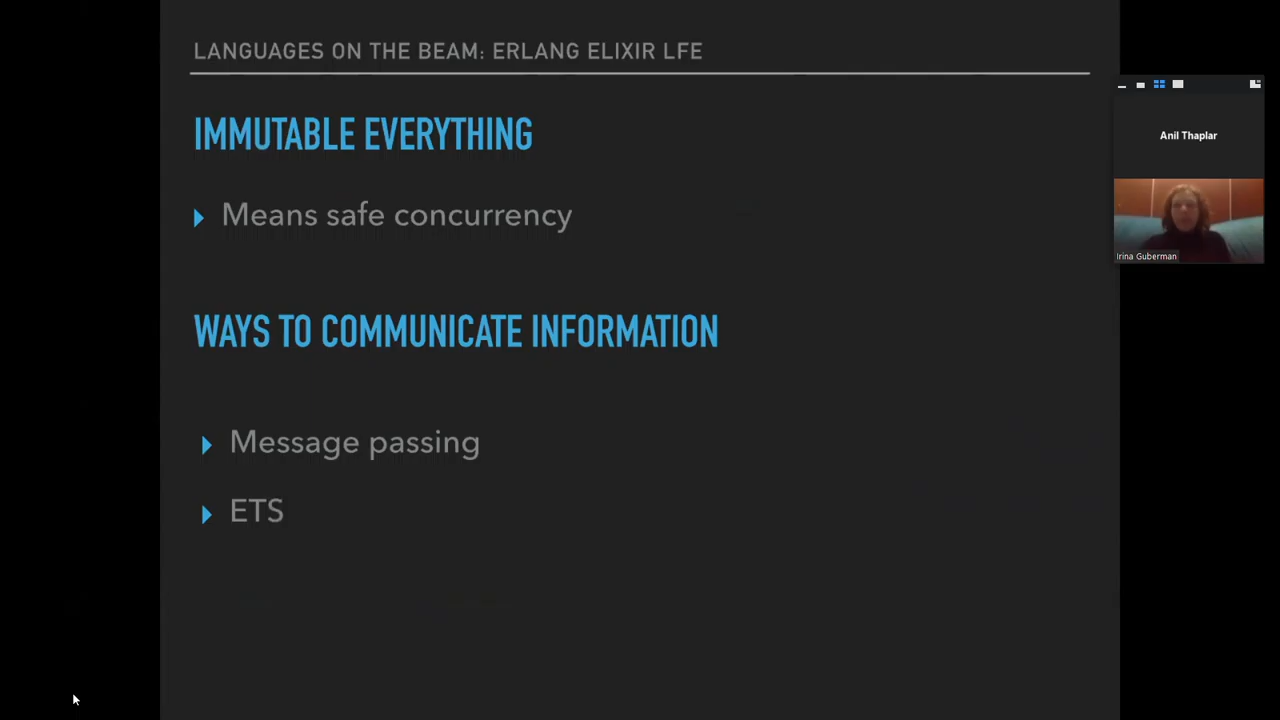 LANGUAGES ON THE BEAM: ERLANG ELIXIR LFE
IMMUTABLE EVERYTHING
Means safe concurrency
WAYS TO COMMUNICATE INFORMATION
Message passing
ETS
Anil Thaplar
Irina Guberman